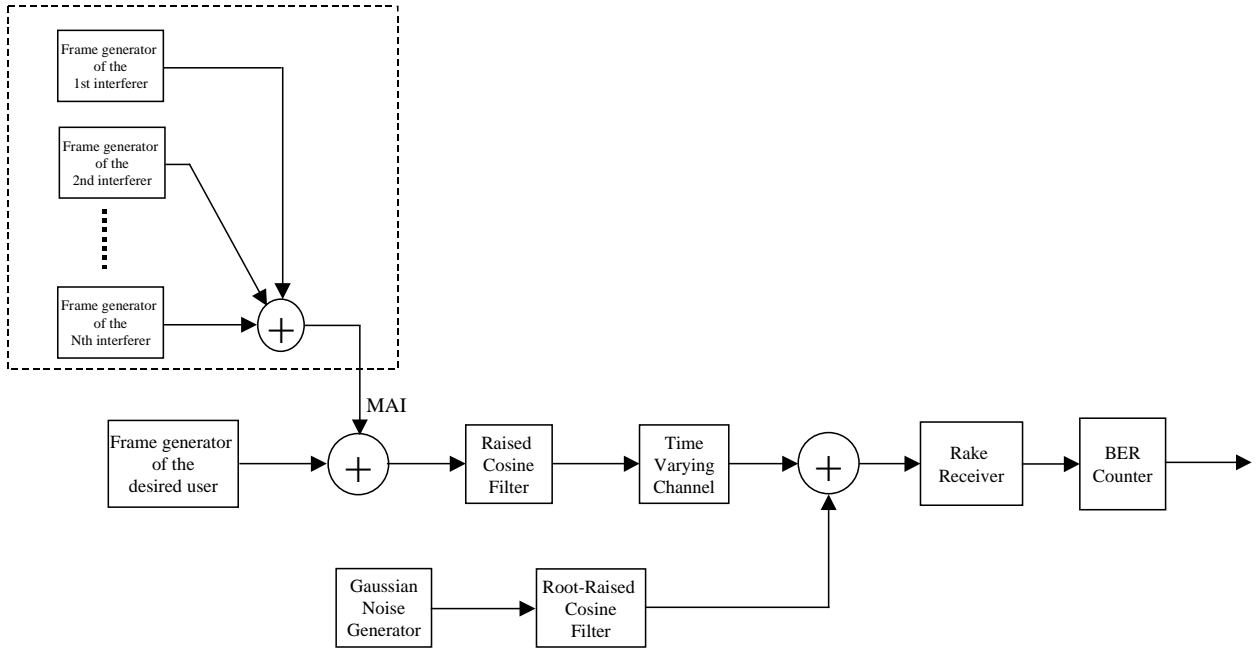 Frame generator
of the
1st interferer
Frame generator
of the
2nd interferer
Frame generator
of the
Nth interferer
+
MAI
Frame generator
of the
desired user
+
Raised
Cosine
Filter
Time
Varying
Channel
+
Rake
Receiver
BER
Counter
Gaussian
Noise
Generator
Root-Raised
Cosine
Filter